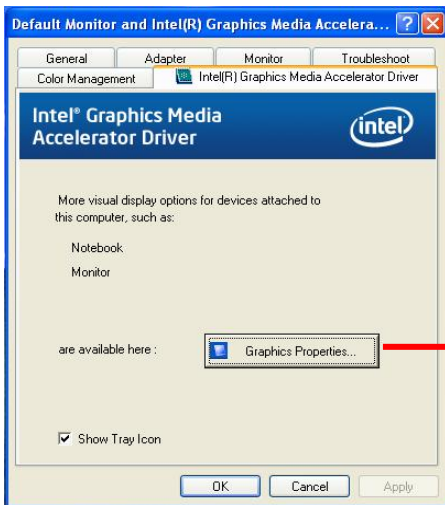 Default Monitor and Intel(R) Graphics Media Accelera...
General Adapter Monitor Troubleshoot
Color Management Intel(R) Graphics Media Accelerator Driver
Intel® Graphics Media
Accelerator Driver
intel
More visual display options for devices attached to
this computer, such as:
Notebook
Monitor
are available here :
Graphics Properties...
Show Tray Icon
OK Cancel Apply